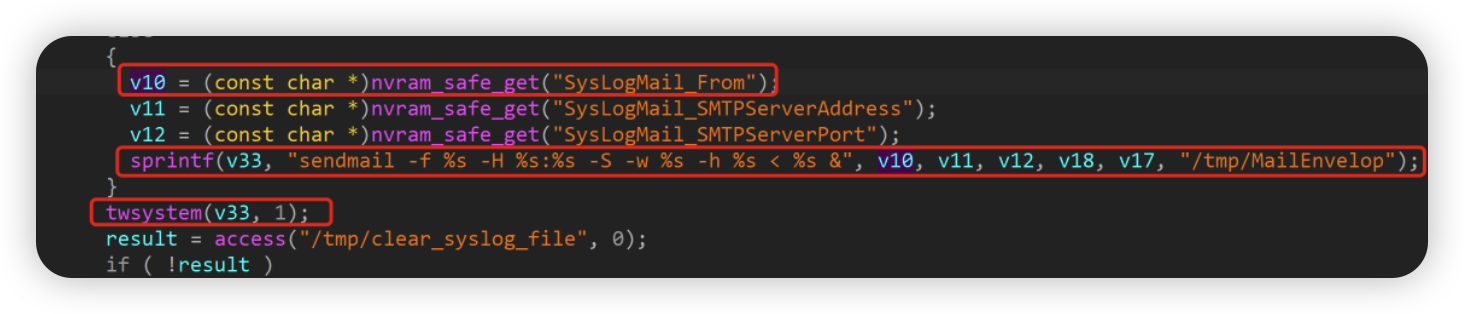 {
v10 = (const char *)nvram_safe_get("SysLogMail_From");
v11 = (const char *)nvram_safe_get("SysLogMail_SMTPServerAddress");
v12 = (const char *)nvram_safe_get("SysLogMail_SMTPServerPort");
sprintf(v33, "sendmail -f %s -H %s:%s -S -w %s -h %s < %s &", v10, v11, v12, v18, v17, "/tmp/MailEnvelop");
}
twsystem(v33, 1);
result = access("/tmp/clear_syslog_file", 0);
if ( !result )